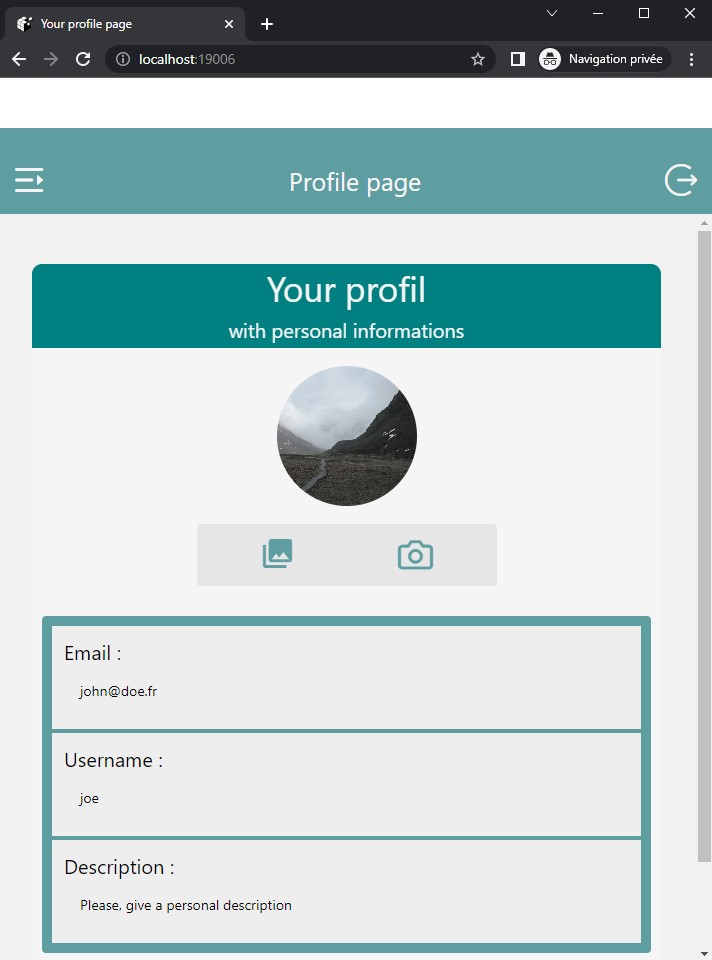 Your profile page
localhost:19006
Navigation privée
Profile page
Your profil
with personal informations
Email :
john@doe.fr
Username :
joe
Description :
Please, give a personal description